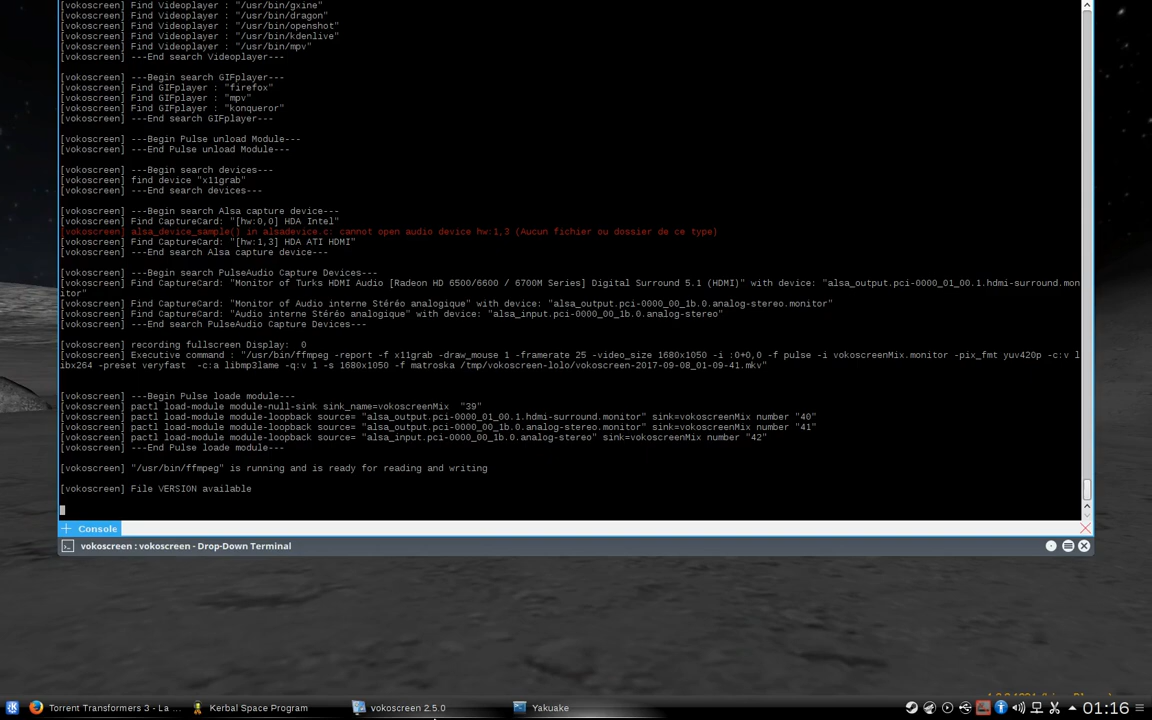 [vokoscreen] Find Videoplayer : "/usr/bin/gxine"
[vokoscreen] Find Videoplayer : "/usr/bin/dragon"
[vokoscreen] Find Videoplayer : "/usr/bin/openshot"
[vokoscreen] Find Videoplayer : "/usr/bin/kdenlive"
[vokoscreen] Find Videoplayer : "/usr/bin/mpv"
[vokoscreen] ---End search Videoplayer---
[vokoscreen] ---Begin search GIFplayer---
[vokoscreen] Find GIFplayer : "firefox"
[vokoscreen] Find GIFplayer : "mpv"
[vokoscreen] Find GIFplayer : "konqueror"
[vokoscreen] ---End search GIFplayer---
[vokoscreen] ---Begin Pulse unload Module---
[vokoscreen] ---End Pulse unload Module---
[vokoscreen] ---Begin search devices---
[vokoscreen] find device "x11grab"
[vokoscreen] ---End search devices---
[vokoscreen] ---Begin search Alsa capture device---
[vokoscreen] Find CaptureCard: "[hw:0,0] HDA Intel"
[vokoscreen] alsa_device_sample() in alsadevice.c: cannot open audio device hw:1,3 (Aucun fichier ou dossier de ce type)
[vokoscreen] Find CaptureCard: "[hw:1,3] HDA ATI HDMI"
[vokoscreen] ---End search Alsa capture device---
[vokoscreen] ---Begin search PulseAudio Capture Devices---
[vokoscreen] Find CaptureCard: "Monitor of Turks HDMI Audio [Radeon HD 6500/6600 / 6700M Series] Digital Surround 5.1 (HDMI)" with device: "alsa_output.pci-0000_01_00.1.hdmi-surround.mon
itor"
[vokoscreen] Find CaptureCard: "Monitor of Audio interne Stéréo analogique" with device: "alsa_output.pci-0000_00_1b.0.analog-stereo.monitor"
[vokoscreen] Find CaptureCard: "Audio interne Stéréo analogique" with device: "alsa_input.pci-0000_00_1b.0.analog-stereo"
[vokoscreen] ---End search PulseAudio Capture Devices---
[vokoscreen] recording fullscreen Display:  0
[vokoscreen] Executive command : "/usr/bin/ffmpeg -report -f x11grab -draw_mouse 1 -framerate 25 -video_size 1680x1050 -i :0+0,0 -f pulse -i vokoscreenMix.monitor -pix_fmt yuv420p -c:v l
ibx264 -preset veryfast  -c:a libmp3lame -q:v 1 -s 1680x1050 -f matroska /tmp/vokoscreen-lolo/vokoscreen-2017-09-08_01-09-41.mkv"
[vokoscreen] ---Begin Pulse loade module---
[vokoscreen] pactl load-module module-null-sink sink_name=vokoscreenMix  "39"
[vokoscreen] pactl load-module module-loopback source= "alsa_output.pci-0000_01_00.1.hdmi-surround.monitor" sink=vokoscreenMix number "40"
[vokoscreen] pactl load-module module-loopback source= "alsa_output.pci-0000_00_1b.0.analog-stereo.monitor" sink=vokoscreenMix number "41"
[vokoscreen] pactl load-module module-loopback source= "alsa_input.pci-0000_00_1b.0.analog-stereo" sink=vokoscreenMix number "42"
[vokoscreen] ---End Pulse loade module---
[vokoscreen] "/usr/bin/ffmpeg" is running and is ready for reading and writing
[vokoscreen] File VERSION available
Console
vokoscreen : vokoscreen - Drop-Down Terminal
Torrent Transformers 3 - La ...
Kerbal Space Program
vokoscreen 2.5.0
Yakuake
01:16